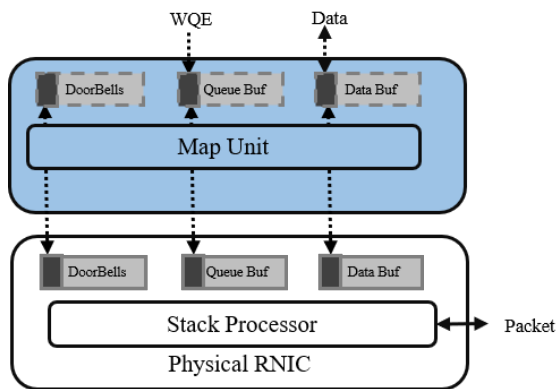 WQE Data
DoorBells Queue Buf Data Buf
Map Unit
DoorBells Queue Buf Data Buf
Stack Processor
Packet
Physical RNIC